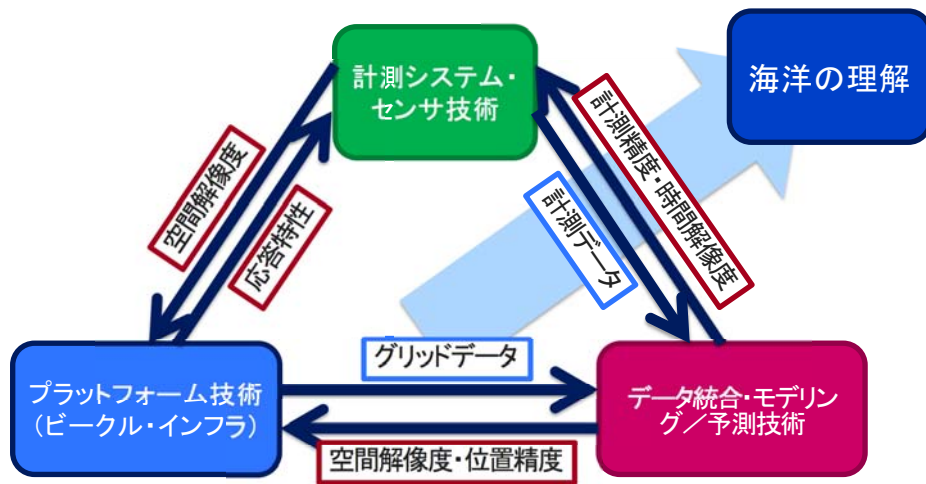 計測システム・
センサ技術
海洋の理解
空間解像度
応答特性
計測データ
計測精度・時間解像度
グリッドデータ
プラットフォーム技術
(ビークル・インフラ)
データ統合・モデリン
グ／予測技術
空間解像度・位置精度